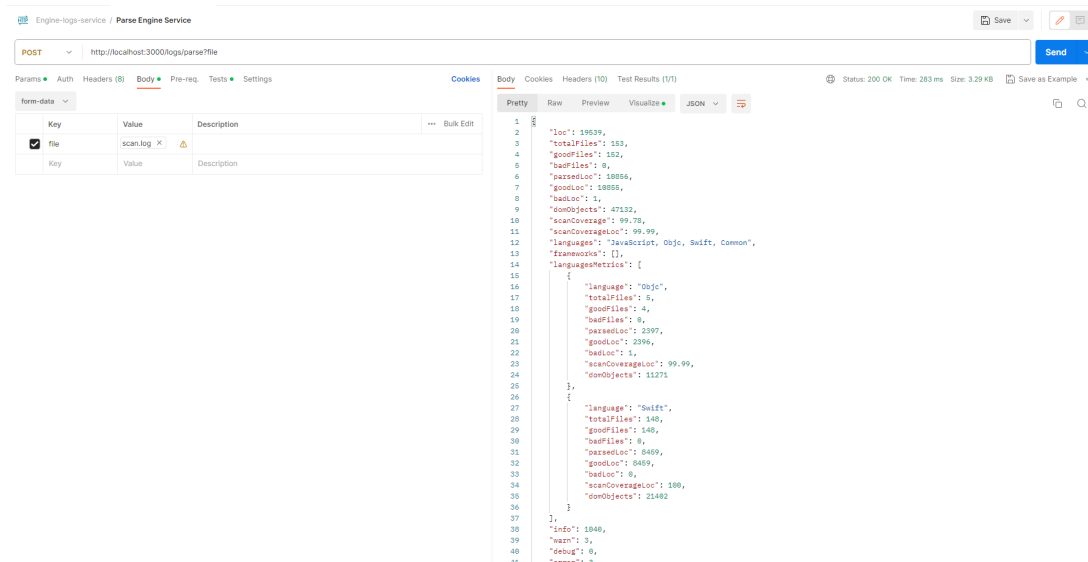 HTTP Engine-logs-service / Parse Engine Service
Save
POST http://localhost:3000/logs/parse?file Send
Params Auth Headers (8) Body Pre-req. Tests Settings Cookies
form-data
Key Value Description Bulk Edit
file scan.log
Key Value Description
Body Cookies Headers (10) Test Results (1/1) Status: 200 OK Time: 283 ms Size: 3.29 KB Save as Example
Pretty Raw Preview Visualize JSON
1 {
2 "loc": 19539,
3 "totalFiles": 153,
4 "goodFiles": 152,
5 "badFiles": 0,
6 "parsedLoc": 10856,
7 "goodLoc": 10855,
8 "badLoc": 1,
9 "domObjects": 47132,
10 "scanCoverage": 99.78,
11 "scanCoverageLoc": 99.99,
12 "languages": "JavaScript, Objc, Swift, Common",
13 "frameworks": [],
14 "languagesMetrics": [
15 {
16 "language": "Objc",
17 "totalFiles": 5,
18 "goodFiles": 4,
19 "badFiles": 0,
20 "parsedLoc": 2397,
21 "goodLoc": 2396,
22 "badLoc": 1,
23 "scanCoverageLoc": 99.99,
24 "domObjects": 11271
25 },
26 {
27 "language": "Swift",
28 "totalFiles": 148,
29 "goodFiles": 148,
30 "badFiles": 0,
31 "parsedLoc": 8459,
32 "goodLoc": 8459,
33 "badLoc": 0,
34 "scanCoverageLoc": 100,
35 "domObjects": 21402
36 }
37 ],
38 "info": 1040,
39 "warn": 3,
40 "debug": 0,